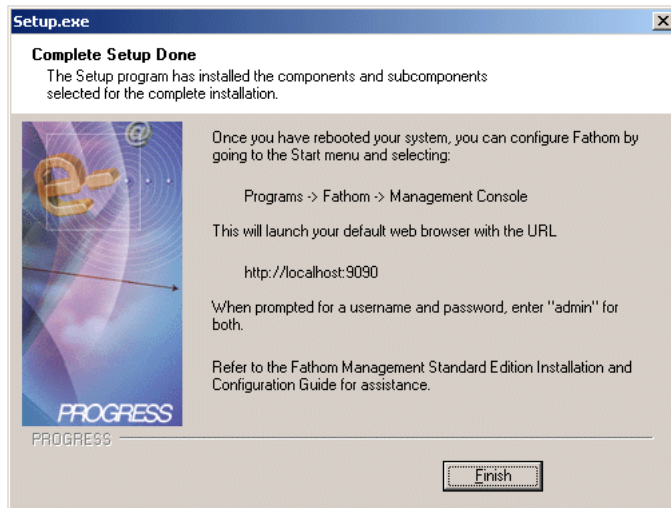 Setup.exe
Complete Setup Done
The Setup program has installed the components and subcomponents
selected for the complete installation.
@
e-
Once you have rebooted your system, you can configure Fathom by
going to the Start menu and selecting:
Programs -> Fathom -> Management Console
This will launch your default web browser with the URL
http://localhost:9090
When prompted for a username and password, enter "admin" for
both.
Refer to the Fathom Management Standard Edition Installation and
Configuration Guide for assistance.
PROGRESS
PROGRESS
Finish